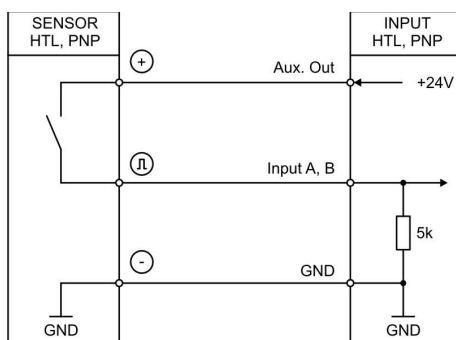 SENSOR
HTL, PNP
INPUT
HTL, PNP
+
Aux. Out
+24V
Input A, B
5k
-
GND
GND
GND